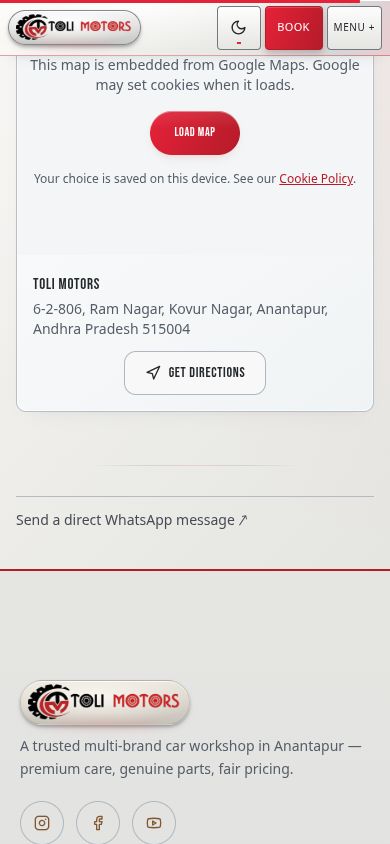 TOLI MOTORS
BOOK
MENU +
This map is embedded from Google Maps. Google
may set cookies when it loads.
LOAD MAP
Your choice is saved on this device. See our Cookie Policy.
TOLI MOTORS
6-2-806, Ram Nagar, Kovur Nagar, Anantapur,
Andhra Pradesh 515004
GET DIRECTIONS
Send a direct WhatsApp message ↗
TOLI MOTORS
A trusted multi-brand car workshop in Anantapur —
premium care, genuine parts, fair pricing.